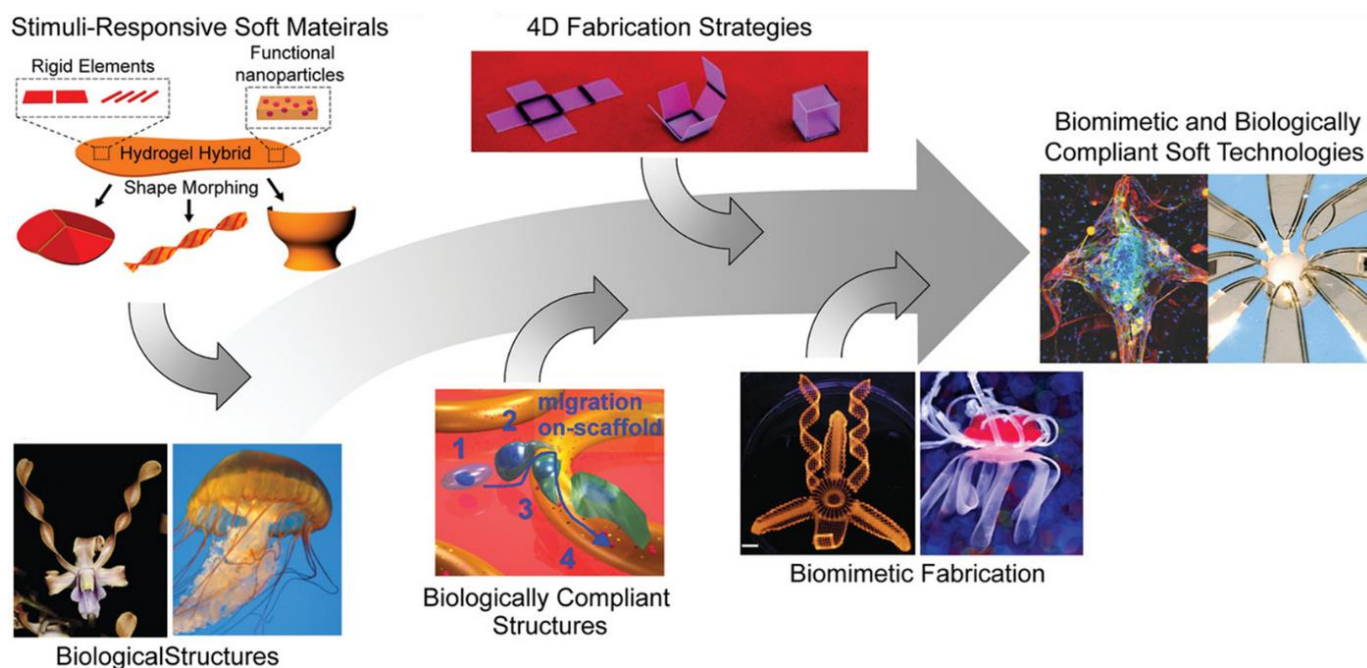 Stimuli-Responsive Soft Mateirals
Rigid Elements
Functional
nanoparticles
Hydrogel Hybrid
Shape Morphing
4D Fabrication Strategies
Biomimetic and Biologically
Compliant Soft Technologies
migration
on-scaffold
1
2
3
4
BiologicalStructures
Biologically Compliant
Structures
Biomimetic Fabrication